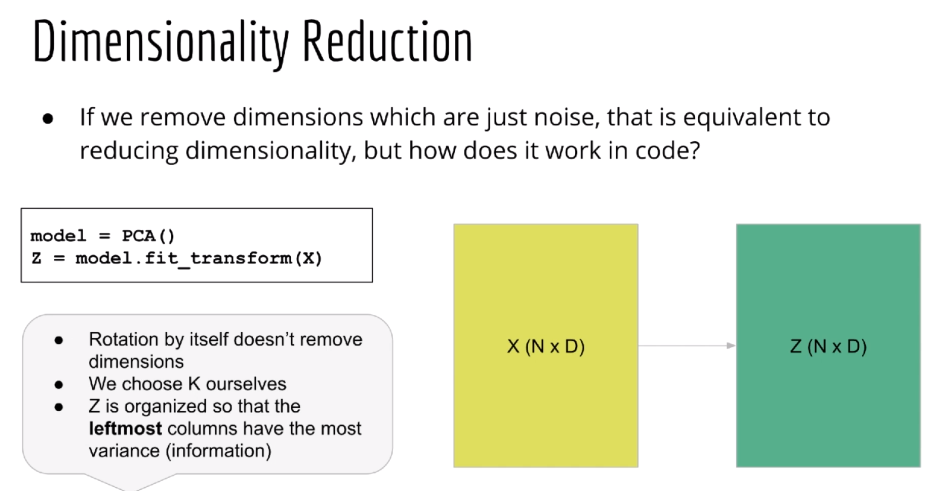 Dimensionality Reduction
● If we remove dimensions which are just noise, that is equivalent to
reducing dimensionality, but how does it work in code?
model = PCA()
Z = model.fit_transform(X)
● Rotation by itself doesn’t remove
dimensions
● We choose K ourselves
● Z is organized so that the
leftmost columns have the most
variance (information)
X (N x D)
Z (N x D)